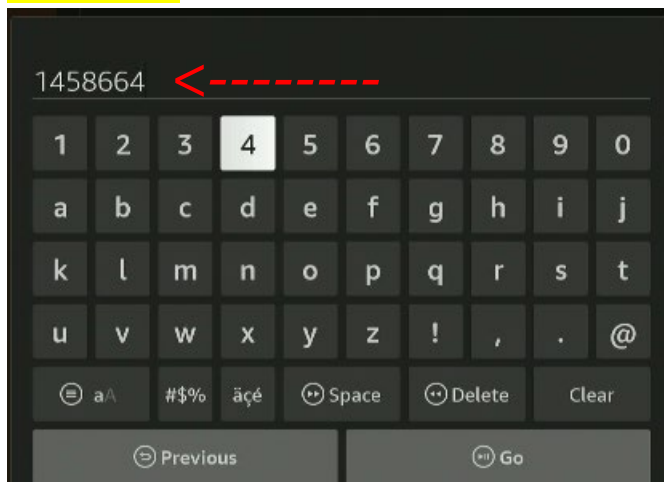 1458664 <--------
1 2 3 4 5 6 7 8 9 0
a b c d e f g h i j
k l m n o p q r s t
u v w x y z ! , . @
aA #$% äçé Space Delete Clear
Previous Go